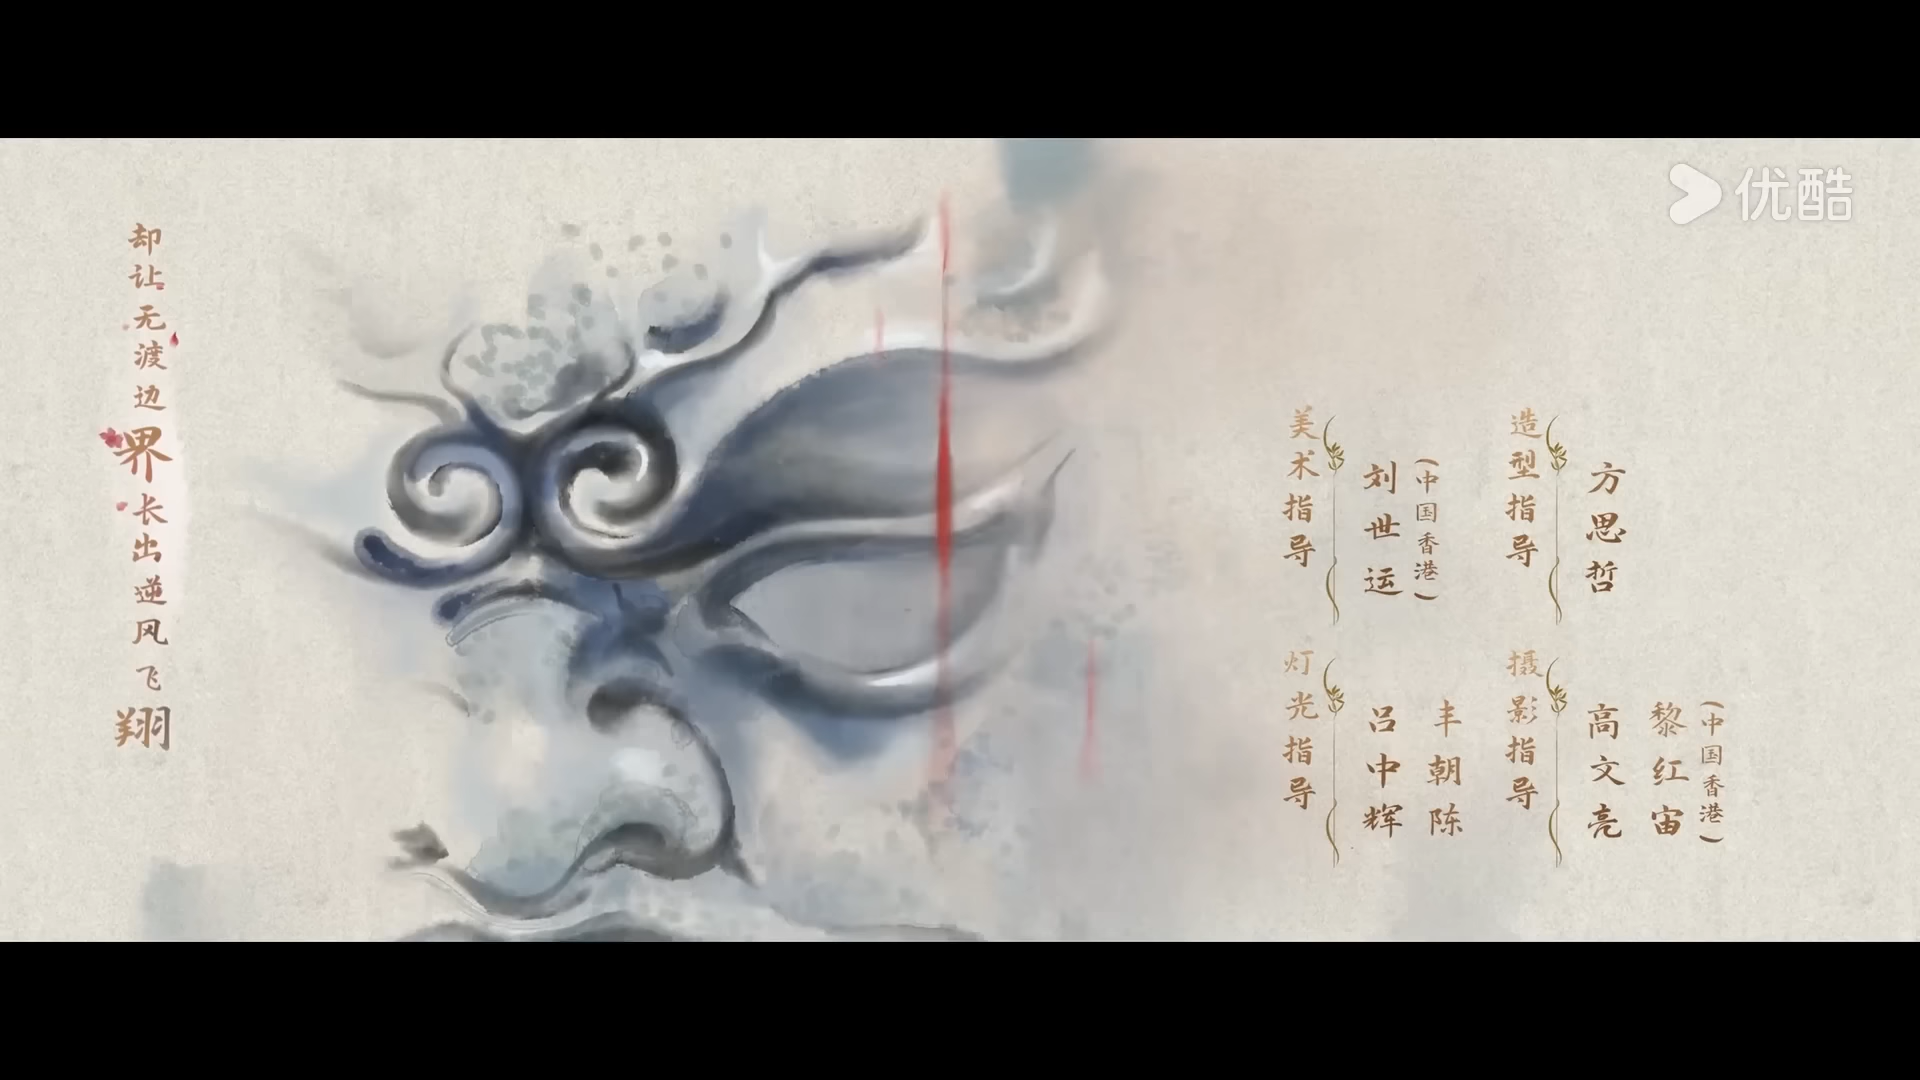 优酷
却让无渡边界长出逆风飞翔
美术指导
刘世运
(中国香港)
造型指导
方思哲
灯光指导
吕中辉
丰朝陈
摄影指导
高文亮
黎红宙
(中国香港)